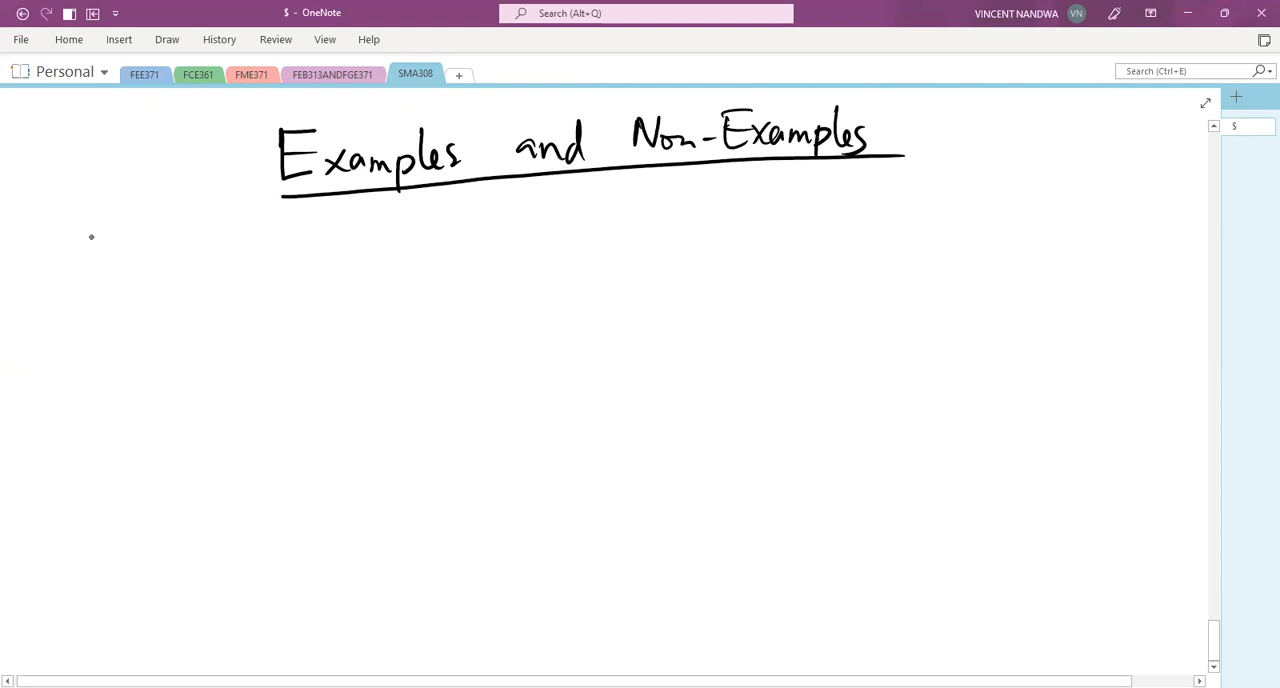 $ - OneNote
Search (Alt+Q)
VINCENT NANDWA
VN
File Home Insert Draw History Review View Help
Personal
FEE371 FCE361 FME371 FEB313ANDFGE371 SMA308
Search (Ctrl+E)
Examples and Non-Examples
$